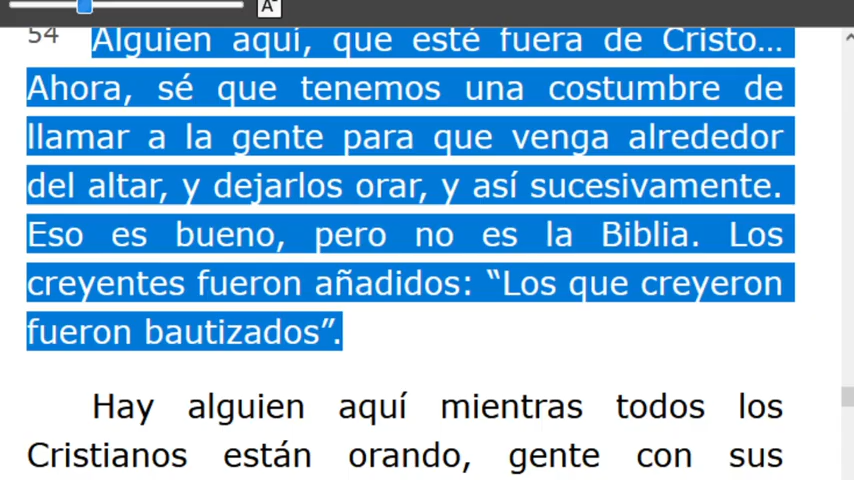 A
54 Alguien aquí, que esté fuera de Cristo...
Ahora, sé que tenemos una costumbre de
llamar a la gente para que venga alrededor
del altar, y dejarlos orar, y así sucesivamente.
Eso es bueno, pero no es la Biblia. Los
creyentes fueron añadidos: “Los que creyeron
fueron bautizados”.
Hay alguien aquí mientras todos los
Cristianos están orando, gente con sus